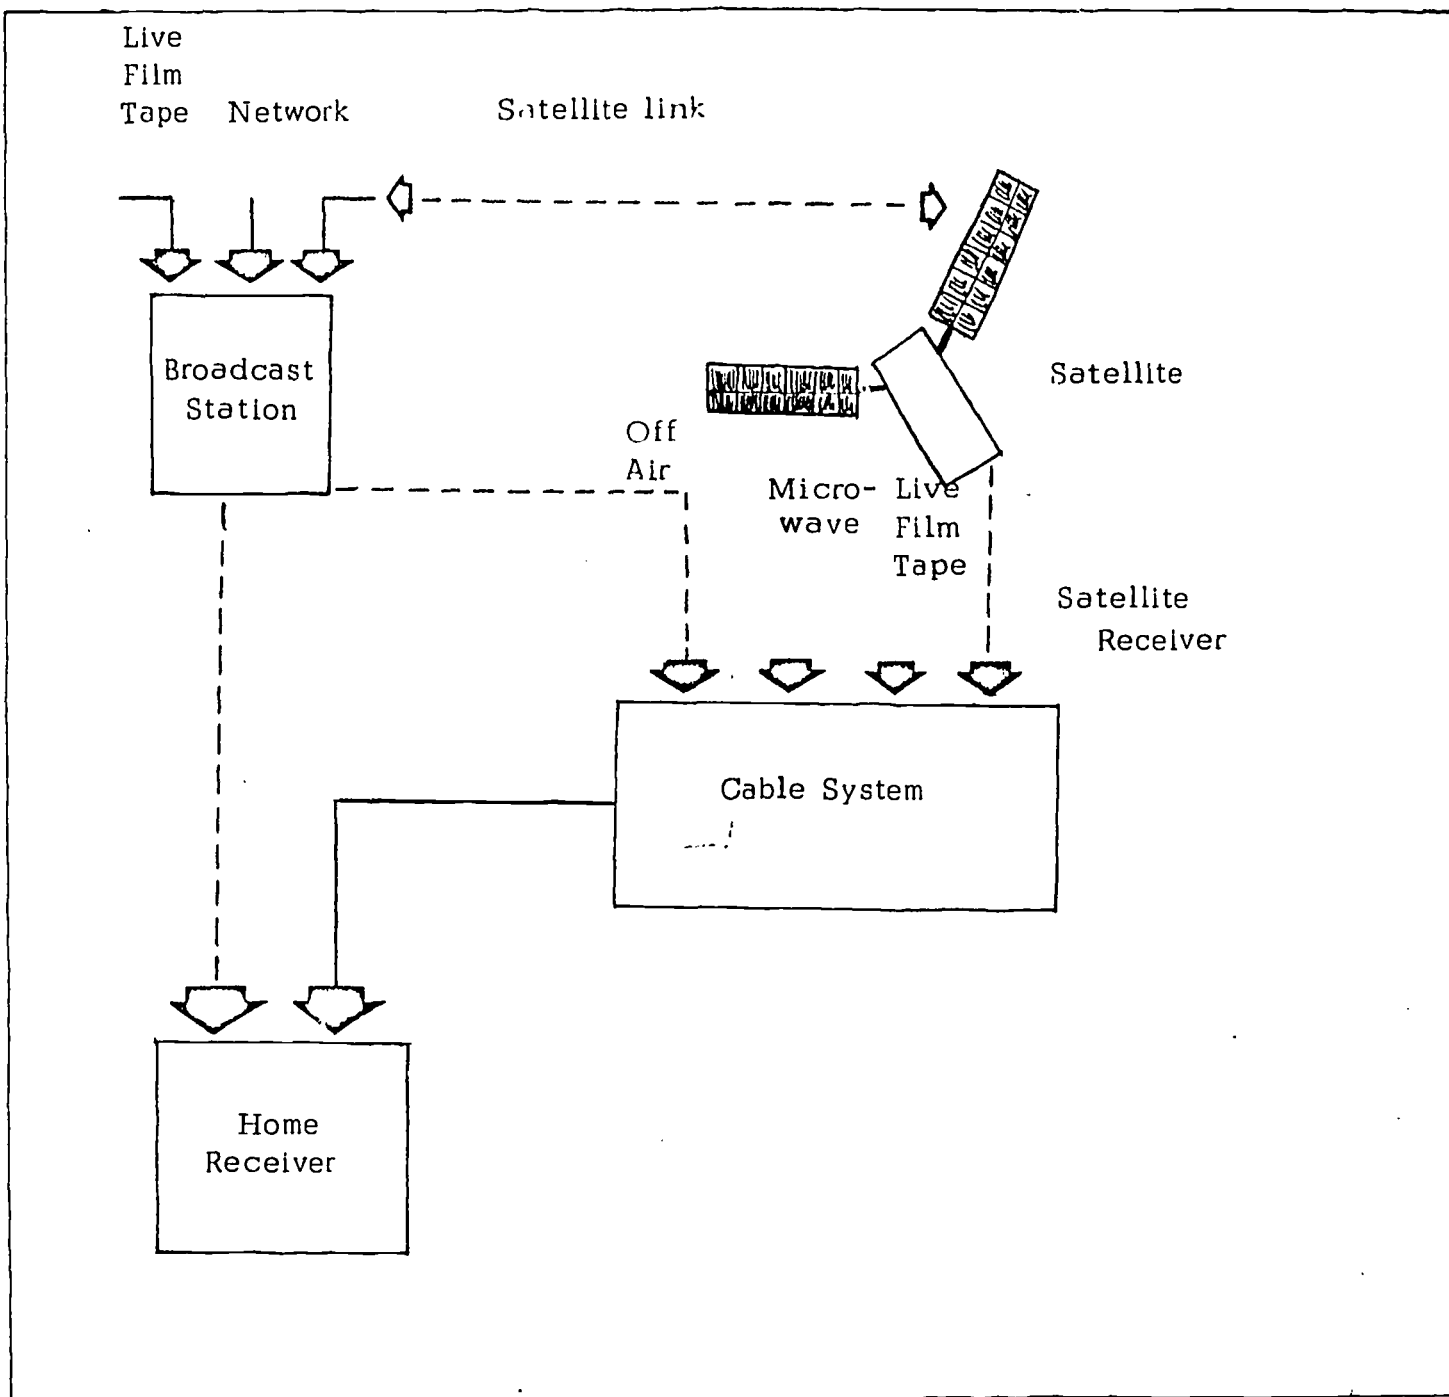 Live
Film
Tape Network Satellite link
Broadcast
Station
Satellite
Off
Air
Micro-
wave
Live
Film
Tape
Satellite
Receiver
Cable System
Home
Receiver